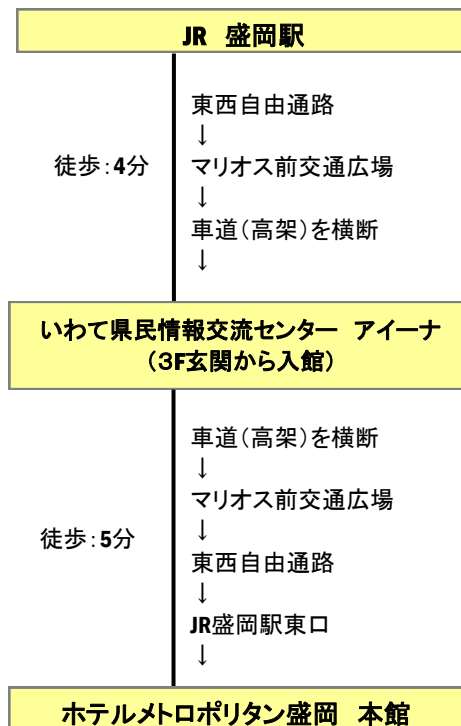 JR 盛岡駅
東西自由通路
↓
徒歩:4分
マリオス前交通広場
↓
車道(高架)を横断
↓
いわて県民情報交流センター アイーナ
(3F玄関から入館)
車道(高架)を横断
↓
マリオス前交通広場
↓
徒歩:5分
東西自由通路
↓
JR盛岡駅東口
↓
ホテルメトロポリタン盛岡 本館